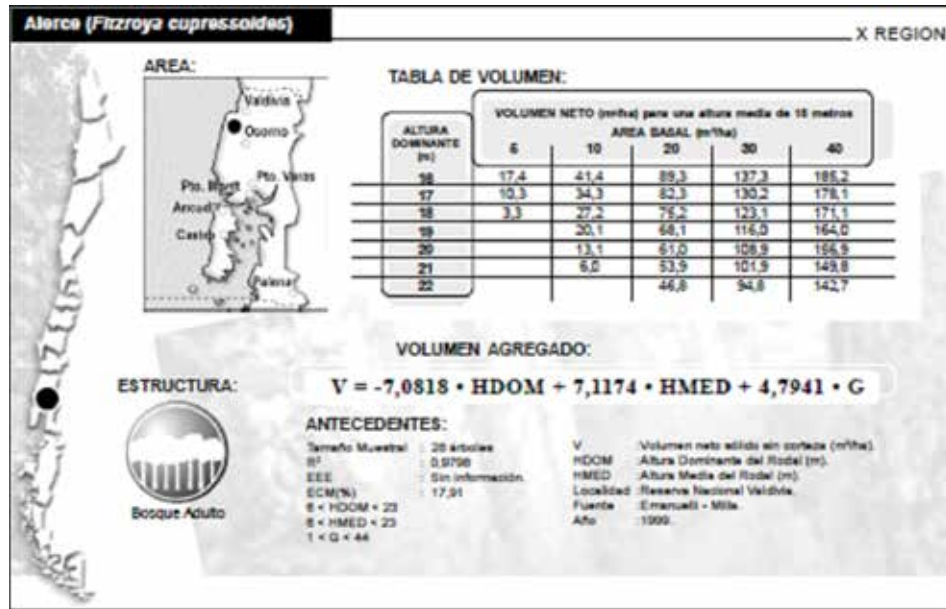 Alerce (Fitzroya cupressoides)
X REGION
AREA:
Valdivia
Osorno
Pto. Montt
Pto. Varas
Ancud
Castro
Palena
TABLA DE VOLUMEN:
VOLUMEN NETO (m³/ha) para una altura media de 15 metros
ALTURA DOMINANTE (m)
AREA BASAL (m²/ha)
5 10 20 30 40
16 17,4 41,4 89,3 137,3 185,2
17 10,3 34,3 82,3 130,2 178,1
18 3,3 27,2 75,2 123,1 171,1
19 20,1 68,1 116,0 164,0
20 13,1 61,0 108,9 156,9
21 6,0 53,9 101,9 149,8
22 46,8 94,8 142,7
VOLUMEN AGREGADO:
V = -7,0818 • HDOM + 7,1174 • HMED + 4,7941 • G
ESTRUCTURA:
Bosque Adulto
ANTECEDENTES:
Tamaño Muestral : 28 árboles
R² : 0,9798
EEE : Sin información.
ECM(%) : 17,91
6 < HDOM < 23
6 < HMED < 23
1 < G < 44
V :Volumen neto sólido sin corteza (m³/ha).
HDOM :Altura Dominante del Rodal (m).
HMED :Altura Media del Rodal (m).
Localidad :Reserva Nacional Valdivia.
Fuente :Emanuelli - Milla.
Año :1999.